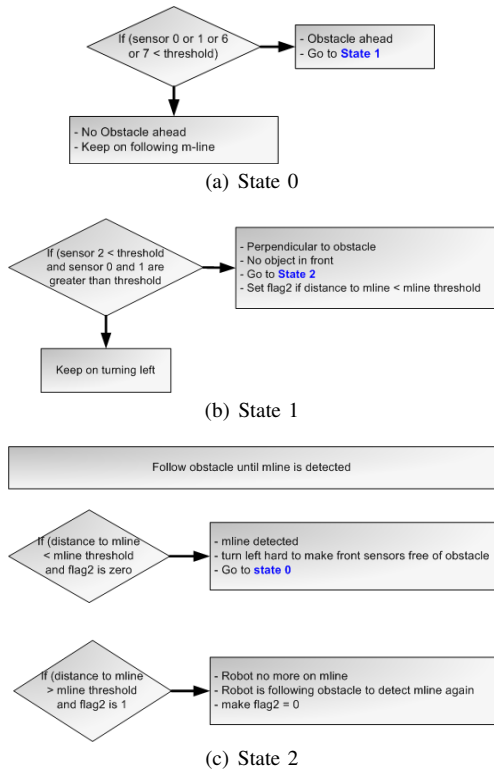 If (sensor 0 or 1 or 6
or 7 < threshold)
- Obstacle ahead
- Go to State 1
- No Obstacle ahead
- Keep on following m-line
(a) State 0
If (sensor 2 < threshold
and sensor 0 and 1 are
greater than threshold
- Perpendicular to obstacle
- No object in front
- Go to State 2
- Set flag2 if distance to mline < mline threshold
Keep on turning left
(b) State 1
Follow obstacle until mline is detected
If (distance to mline
< mline threshold
and flag2 is zero
- mline detected
- turn left hard to make front sensors free of obstacle
- Go to state 0
If (distance to mline
> mline threshold
and flag2 is 1
- Robot no more on mline
- Robot is following obstacle to detect mline again
- make flag2 = 0
(c) State 2